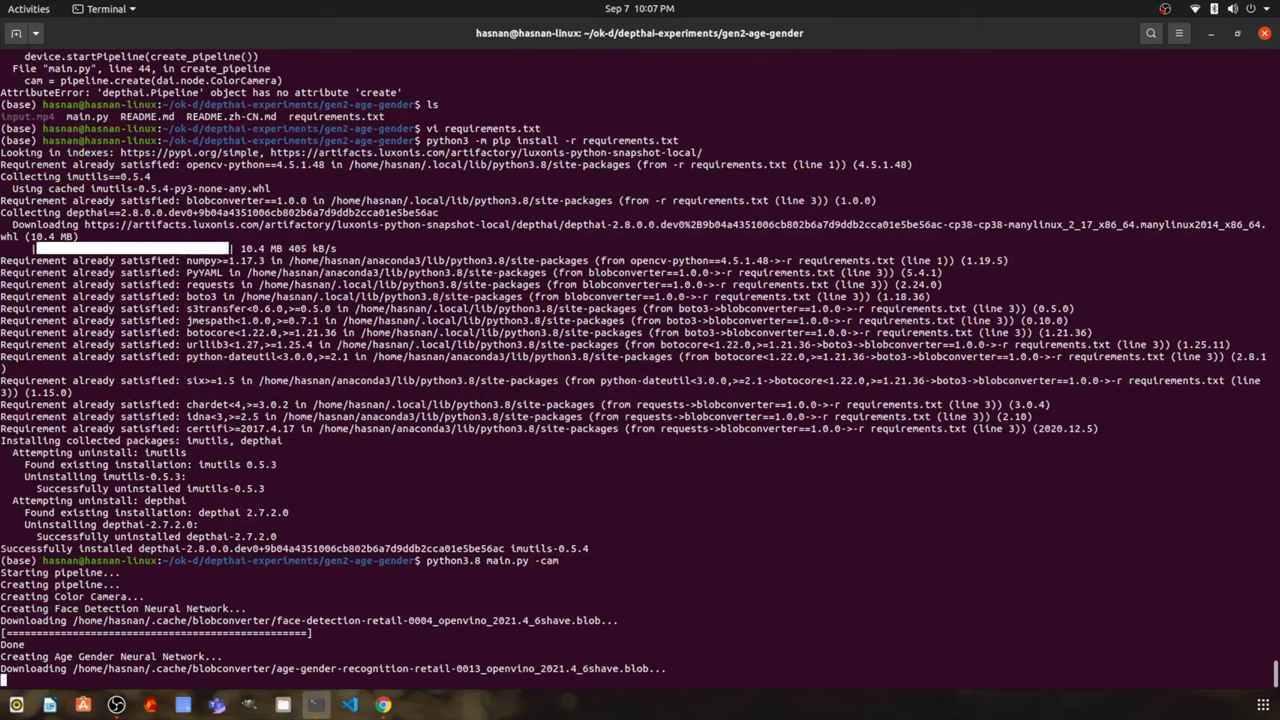 Activities
Terminal
Sep 7 10:07 PM
hasnan@hasnan-linux: ~/ok-d/depthai-experiments/gen2-age-gender
device.startPipeline(create_pipeline())
File "main.py", line 44, in create_pipeline
cam = pipeline.create(dai.node.ColorCamera)
AttributeError: 'depthai.Pipeline' object has no attribute 'create'
(base) hasnan@hasnan-linux:~/ok-d/depthai-experiments/gen2-age-gender$ ls
input.mp4 main.py README.md README.zh-CN.md requirements.txt
(base) hasnan@hasnan-linux:~/ok-d/depthai-experiments/gen2-age-gender$ vi requirements.txt
(base) hasnan@hasnan-linux:~/ok-d/depthai-experiments/gen2-age-gender$ python3 -m pip install -r requirements.txt
Looking in indexes: https://pypi.org/simple, https://artifacts.luxonis.com/artifactory/luxonis-python-snapshot-local/
Requirement already satisfied: opencv-python==4.5.1.48 in /home/hasnan/.local/lib/python3.8/site-packages (from -r requirements.txt (line 1)) (4.5.1.48)
Collecting imutils==0.5.4
Using cached imutils-0.5.4-py3-none-any.whl
Requirement already satisfied: blobconverter==1.0.0 in /home/hasnan/.local/lib/python3.8/site-packages (from -r requirements.txt (line 3)) (1.0.0)
Collecting depthai==2.8.0.0.dev0+9b04a4351006cb802b6a7d9ddb2cca01e5be56ac
Downloading https://artifacts.luxonis.com/artifactory/luxonis-python-snapshot-local/depthai/depthai-2.8.0.0.dev0%2B9b04a4351006cb802b6a7d9ddb2cca01e5be56ac-cp38-cp38-manylinux_2_17_x86_64.manylinux2014_x86_64.
whl (10.4 MB)
| | 10.4 MB 405 kB/s
Requirement already satisfied: numpy>=1.17.3 in /home/hasnan/anaconda3/lib/python3.8/site-packages (from opencv-python==4.5.1.48->-r requirements.txt (line 1)) (1.19.5)
Requirement already satisfied: PyYAML in /home/hasnan/anaconda3/lib/python3.8/site-packages (from blobconverter==1.0.0->-r requirements.txt (line 3)) (5.4.1)
Requirement already satisfied: requests in /home/hasnan/.local/lib/python3.8/site-packages (from blobconverter==1.0.0->-r requirements.txt (line 3)) (2.24.0)
Requirement already satisfied: boto3 in /home/hasnan/.local/lib/python3.8/site-packages (from blobconverter==1.0.0->-r requirements.txt (line 3)) (1.18.36)
Requirement already satisfied: s3transfer<0.6.0,>=0.5.0 in /home/hasnan/.local/lib/python3.8/site-packages (from boto3->blobconverter==1.0.0->-r requirements.txt (line 3)) (0.5.0)
Requirement already satisfied: jmespath<1.0.0,>=0.7.1 in /home/hasnan/.local/lib/python3.8/site-packages (from boto3->blobconverter==1.0.0->-r requirements.txt (line 3)) (0.10.0)
Requirement already satisfied: botocore<1.22.0,>=1.21.36 in /home/hasnan/.local/lib/python3.8/site-packages (from boto3->blobconverter==1.0.0->-r requirements.txt (line 3)) (1.21.36)
Requirement already satisfied: urllib3<1.27,>=1.25.4 in /home/hasnan/.local/lib/python3.8/site-packages (from botocore<1.22.0,>=1.21.36->boto3->blobconverter==1.0.0->-r requirements.txt (line 3)) (1.25.11)
Requirement already satisfied: python-dateutil<3.0.0,>=2.1 in /home/hasnan/anaconda3/lib/python3.8/site-packages (from botocore<1.22.0,>=1.21.36->boto3->blobconverter==1.0.0->-r requirements.txt (line 3)) (2.8.1
)
Requirement already satisfied: six>=1.5 in /home/hasnan/anaconda3/lib/python3.8/site-packages (from python-dateutil<3.0.0,>=2.1->botocore<1.22.0,>=1.21.36->boto3->blobconverter==1.0.0->-r requirements.txt (line
3)) (1.15.0)
Requirement already satisfied: chardet<4,>=3.0.2 in /home/hasnan/.local/lib/python3.8/site-packages (from requests->blobconverter==1.0.0->-r requirements.txt (line 3)) (3.0.4)
Requirement already satisfied: idna<3,>=2.5 in /home/hasnan/anaconda3/lib/python3.8/site-packages (from requests->blobconverter==1.0.0->-r requirements.txt (line 3)) (2.10)
Requirement already satisfied: certifi>=2017.4.17 in /home/hasnan/anaconda3/lib/python3.8/site-packages (from requests->blobconverter==1.0.0->-r requirements.txt (line 3)) (2020.12.5)
Installing collected packages: imutils, depthai
Attempting uninstall: imutils
Found existing installation: imutils 0.5.3
Uninstalling imutils-0.5.3:
Successfully uninstalled imutils-0.5.3
Attempting uninstall: depthai
Found existing installation: depthai 2.7.2.0
Uninstalling depthai-2.7.2.0:
Successfully uninstalled depthai-2.7.2.0
Successfully installed depthai-2.8.0.0.dev0+9b04a4351006cb802b6a7d9ddb2cca01e5be56ac imutils-0.5.4
(base) hasnan@hasnan-linux:~/ok-d/depthai-experiments/gen2-age-gender$ python3.8 main.py -cam
Starting pipeline...
Creating pipeline...
Creating Color Camera...
Creating Face Detection Neural Network...
Downloading /home/hasnan/.cache/blobconverter/face-detection-retail-0004_openvino_2021.4_6shave.blob...
[==================================================]
Done
Creating Age Gender Neural Network...
Downloading /home/hasnan/.cache/blobconverter/age-gender-recognition-retail-0013_openvino_2021.4_6shave.blob...